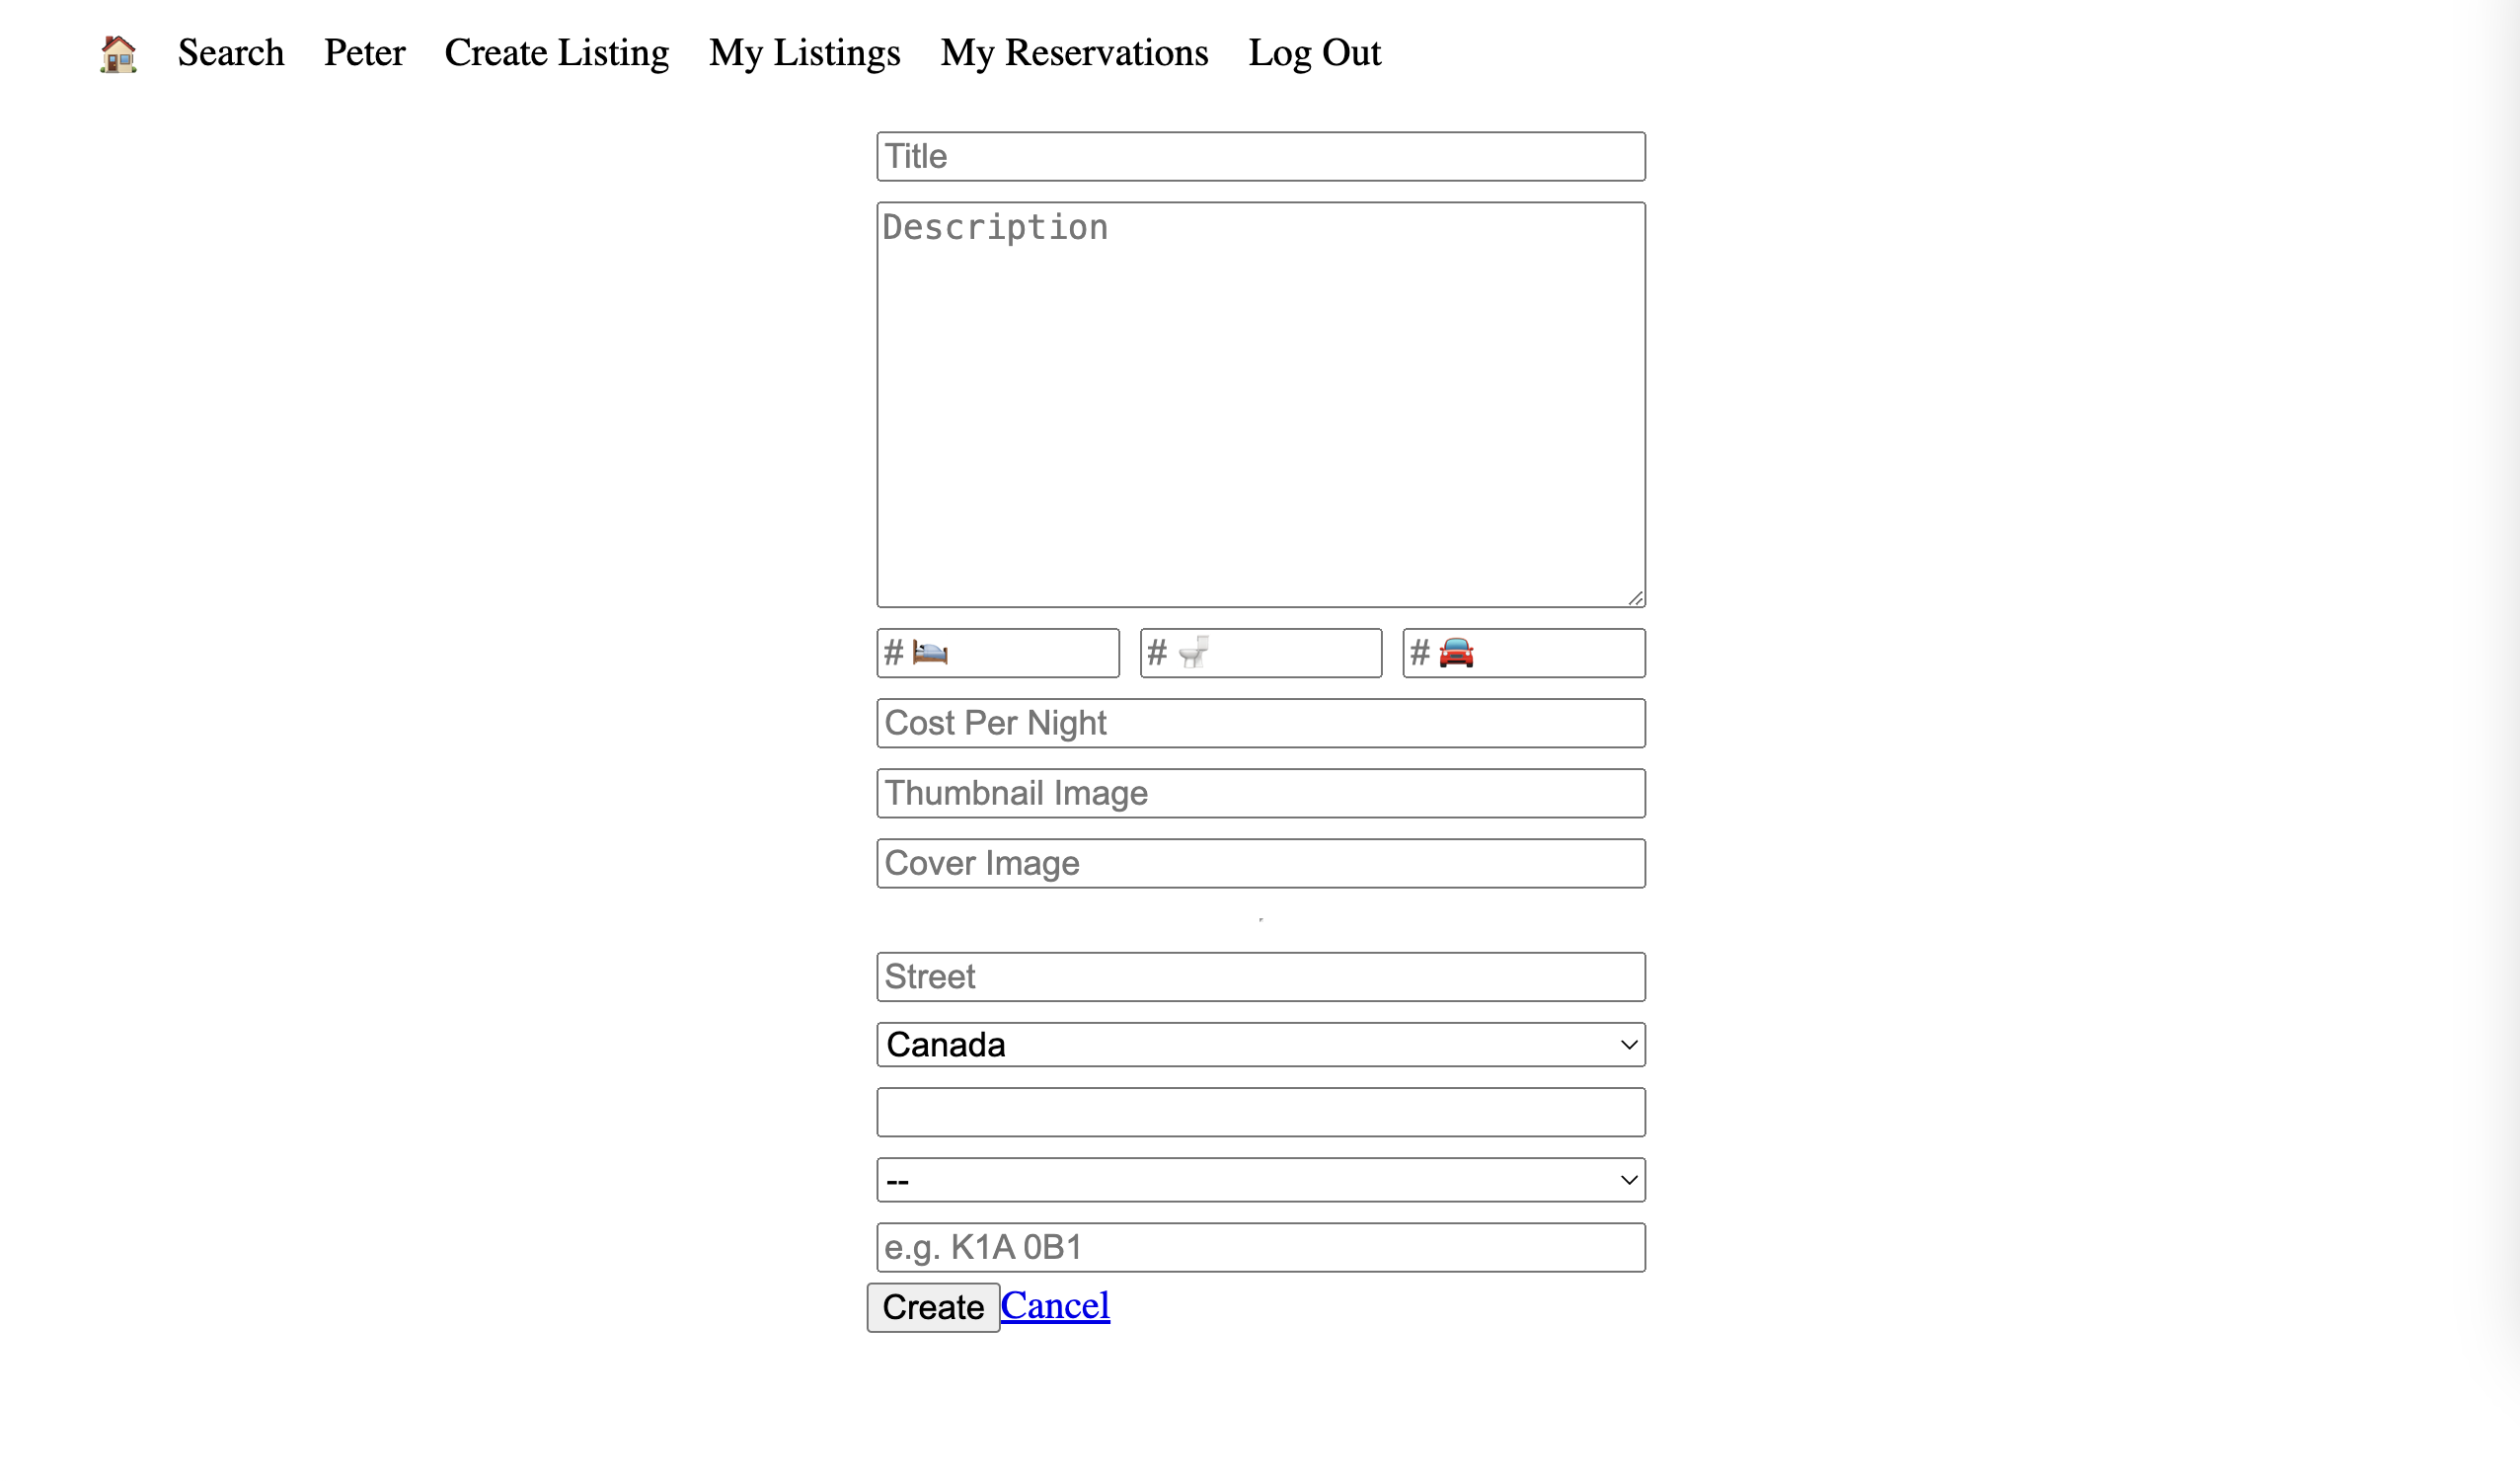 🏠 Search Peter Create Listing My Listings My Reservations Log Out
Title
Description
# 🛏️ # 🚽 # 🚘
Cost Per Night
Thumbnail Image
Cover Image
Street
Canada
--
e.g. K1A 0B1
Create Cancel